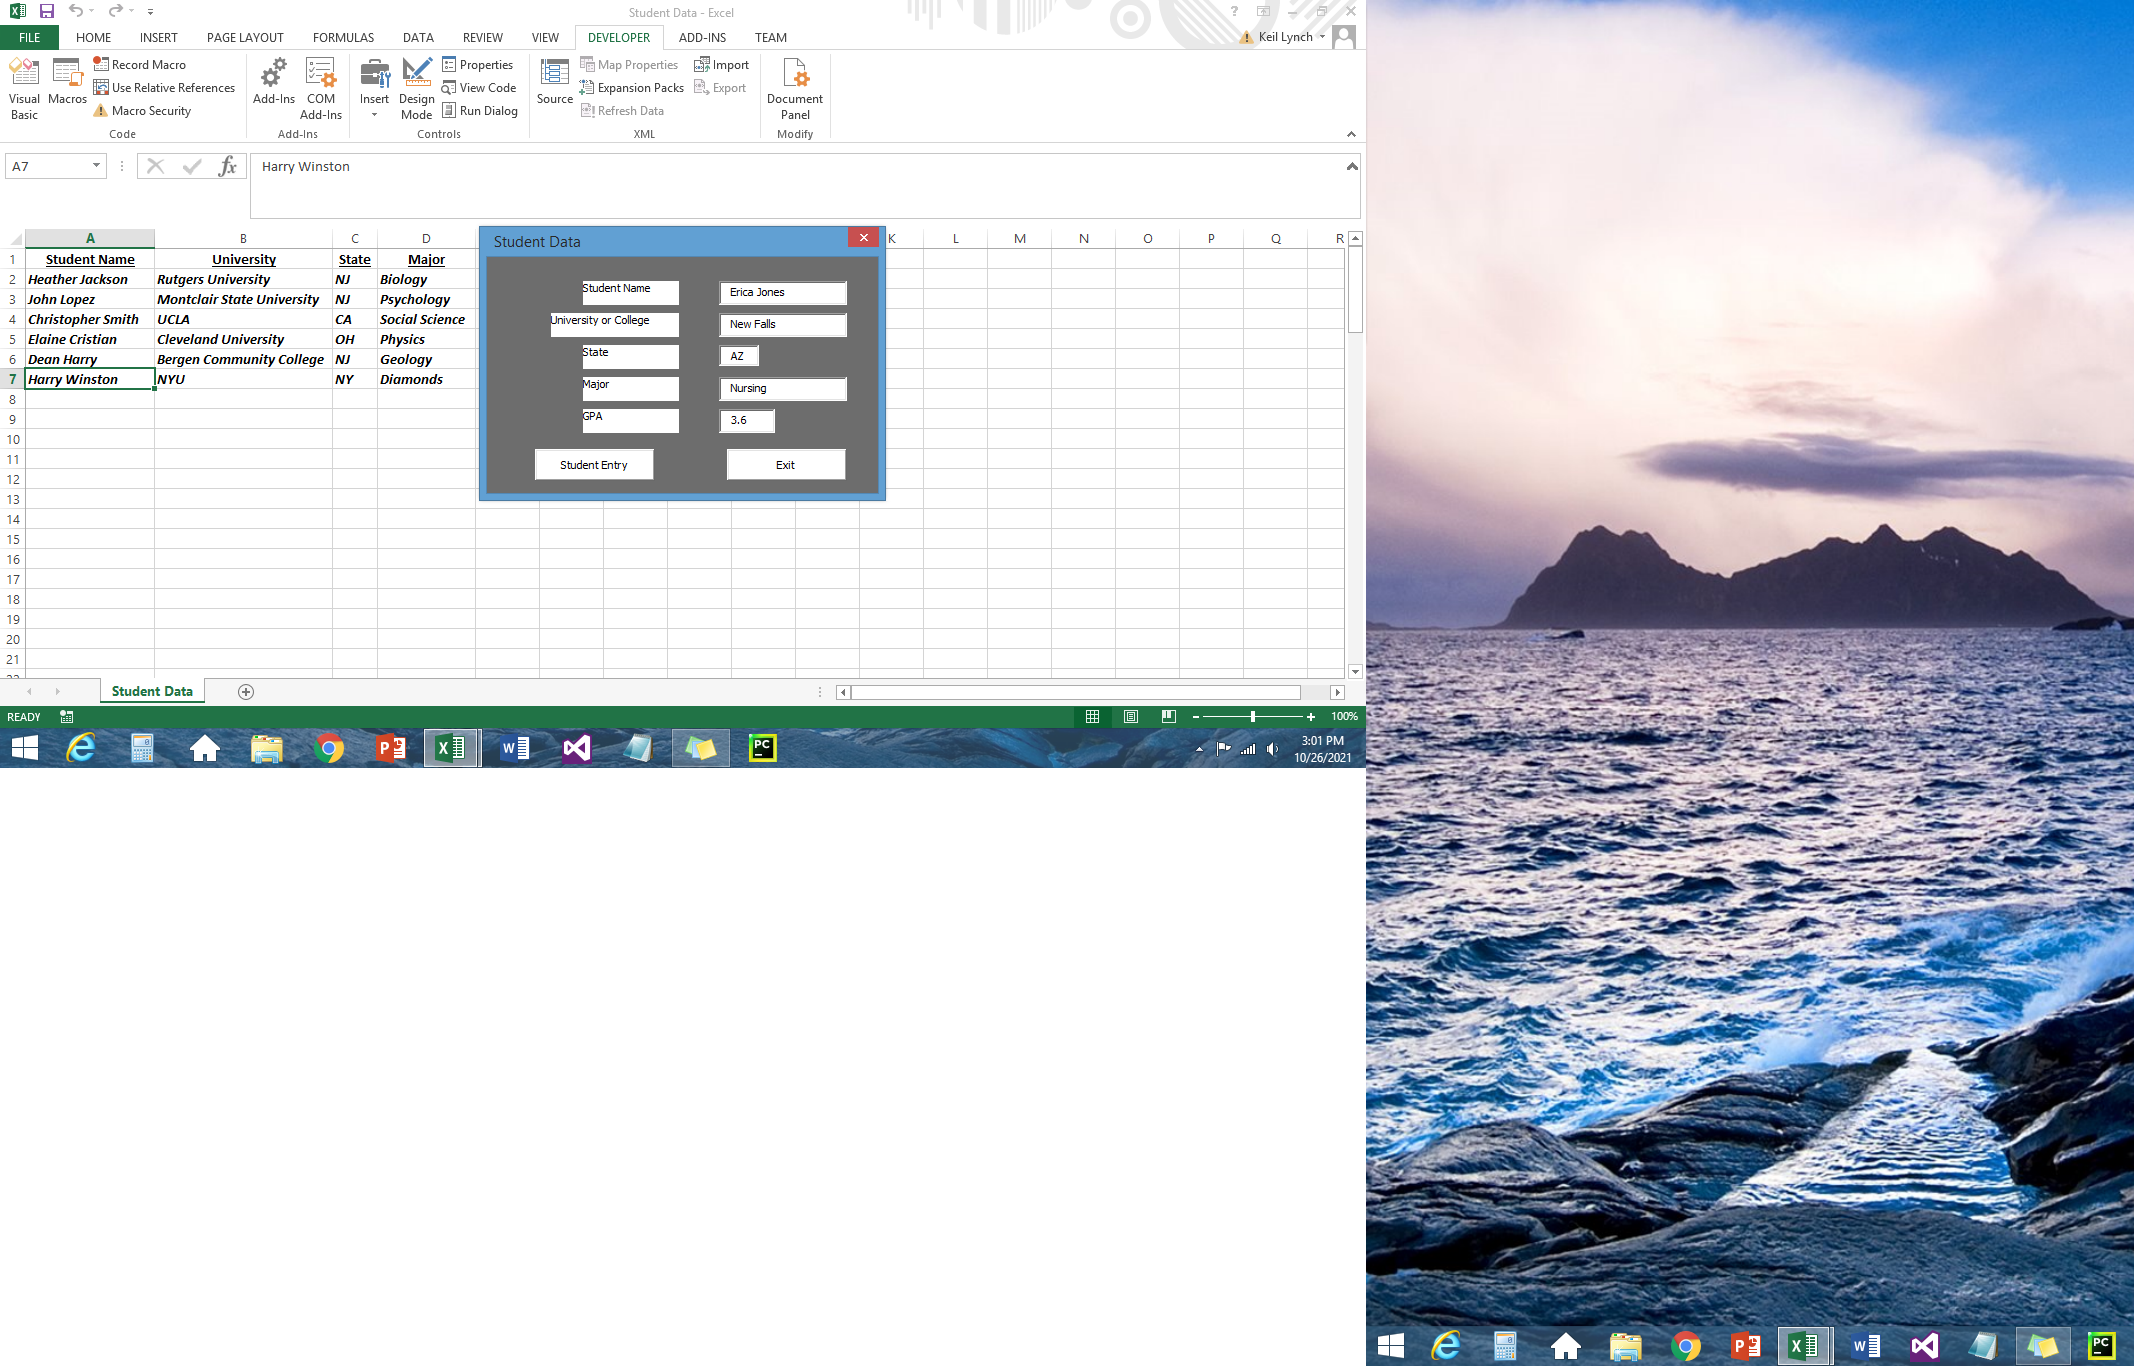 Student Data - Excel
?
FILE HOME INSERT PAGE LAYOUT FORMULAS DATA REVIEW VIEW DEVELOPER ADD-INS TEAM Keil Lynch
Visual Basic
Macros
Record Macro
Use Relative References
Macro Security
Code
Add-Ins
COM Add-Ins
Add-Ins
Insert
Design Mode
Properties
View Code
Run Dialog
Controls
Source
Map Properties
Expansion Packs
Refresh Data
Import
Export
XML
Document Panel
Modify
A7 fx Harry Winston
A B C D K L M N O P Q R
1 Student Name University State Major
2 Heather Jackson Rutgers University NJ Biology
3 John Lopez Montclair State University NJ Psychology
4 Christopher Smith UCLA CA Social Science
5 Elaine Cristian Cleveland University OH Physics
6 Dean Harry Bergen Community College NJ Geology
7 Harry Winston NYU NY Diamonds
8
9
10
11
12
13
14
15
16
17
18
19
20
21
Student Data
Student Name Erica Jones
University or College New Falls
State AZ
Major Nursing
GPA 3.6
Student Entry Exit
Student Data
READY 100%
3:01 PM
10/26/2021